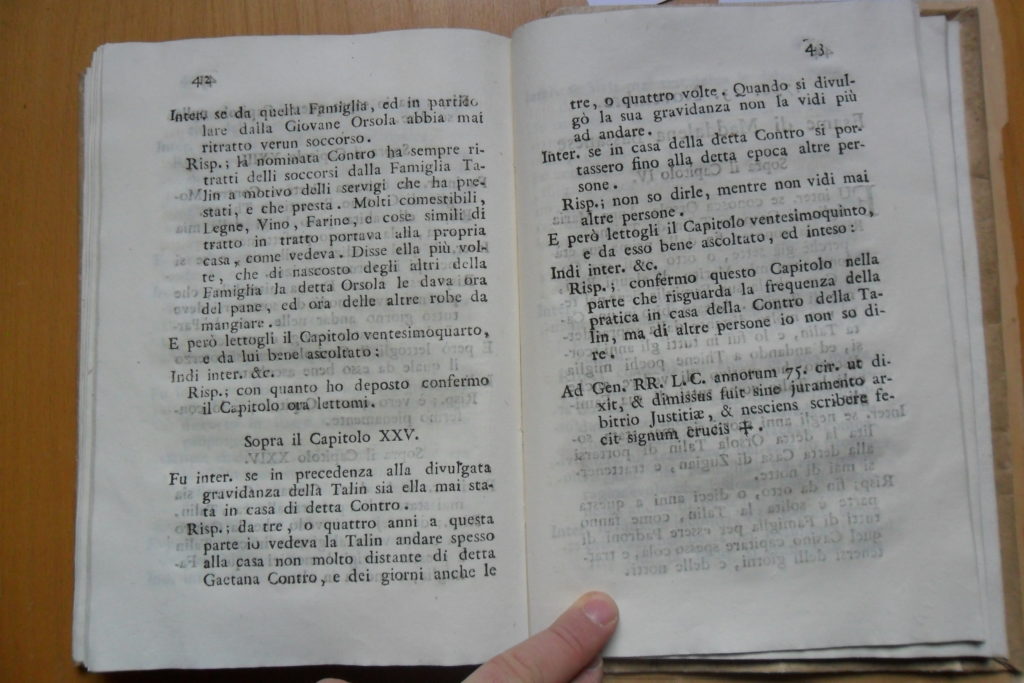 42
Inter. se da quella Famiglia, ed in partico
lare dalla Giovane Orsola abbia mai
ritratto verun soccorso.
Risp.; la nominata Contro ha sempre ri-
tratti delli soccorsi dalla Famiglia Ta-
lin a motivo delli servigi che ha pre-
stati, e che presta. Molti comestibili,
Legne, Vino, Farine, e cose simili di
tratto in tratto portava alla propria
casa, come vedeva. Disse ella più vol-
te, che di nascosto degli altri della
Famiglia la detta Orsola le dava ora
del pane, ed ora delle altre robe da
mangiare.
E però lettogli il Capitolo ventesimoquarto,
e da lui bene ascoltato:
Indi inter. &c.
Risp.; con quanto ho deposto confermo
il Capitolo ora lettomi.
Sopra il Capitolo XXV.
Fu inter. se in precedenza alla divulgata
gravidanza della Talin sia ella mai sta-
ta in casa di detta Contro.
Risp.; da tre, o quattro anni a questa
parte io vedeva la Talin andare spesso
alla casa non molto distante di detta
Gaetana Contro, e dei giorni anche le
43
tre, o quattro volte. Quando si divul-
gò la sua gravidanza non la vidi più
ad andare.
Inter. se in casa della detta Contro si por-
tassero fino alla detta epoca altre per-
sone.
Risp.; non so dirle, mentre non vidi mai
altre persone.
E però lettogli il Capitolo ventesimoquinto,
e da esso bene ascoltato, ed inteso:
Indi inter. &c.
Risp.; confermo questo Capitolo nella
parte che risguarda la frequenza della
pratica in casa della Contro della Ta-
lin, ma di altre persone io non so di-
re.
Ad Gen. RR. L. C. annorum 75. cir. ut di-
xit, & dimissus fuit sine juramento ar-
bitrio Justitiæ, & nesciens scribere fe-
cit signum crucis ✠.